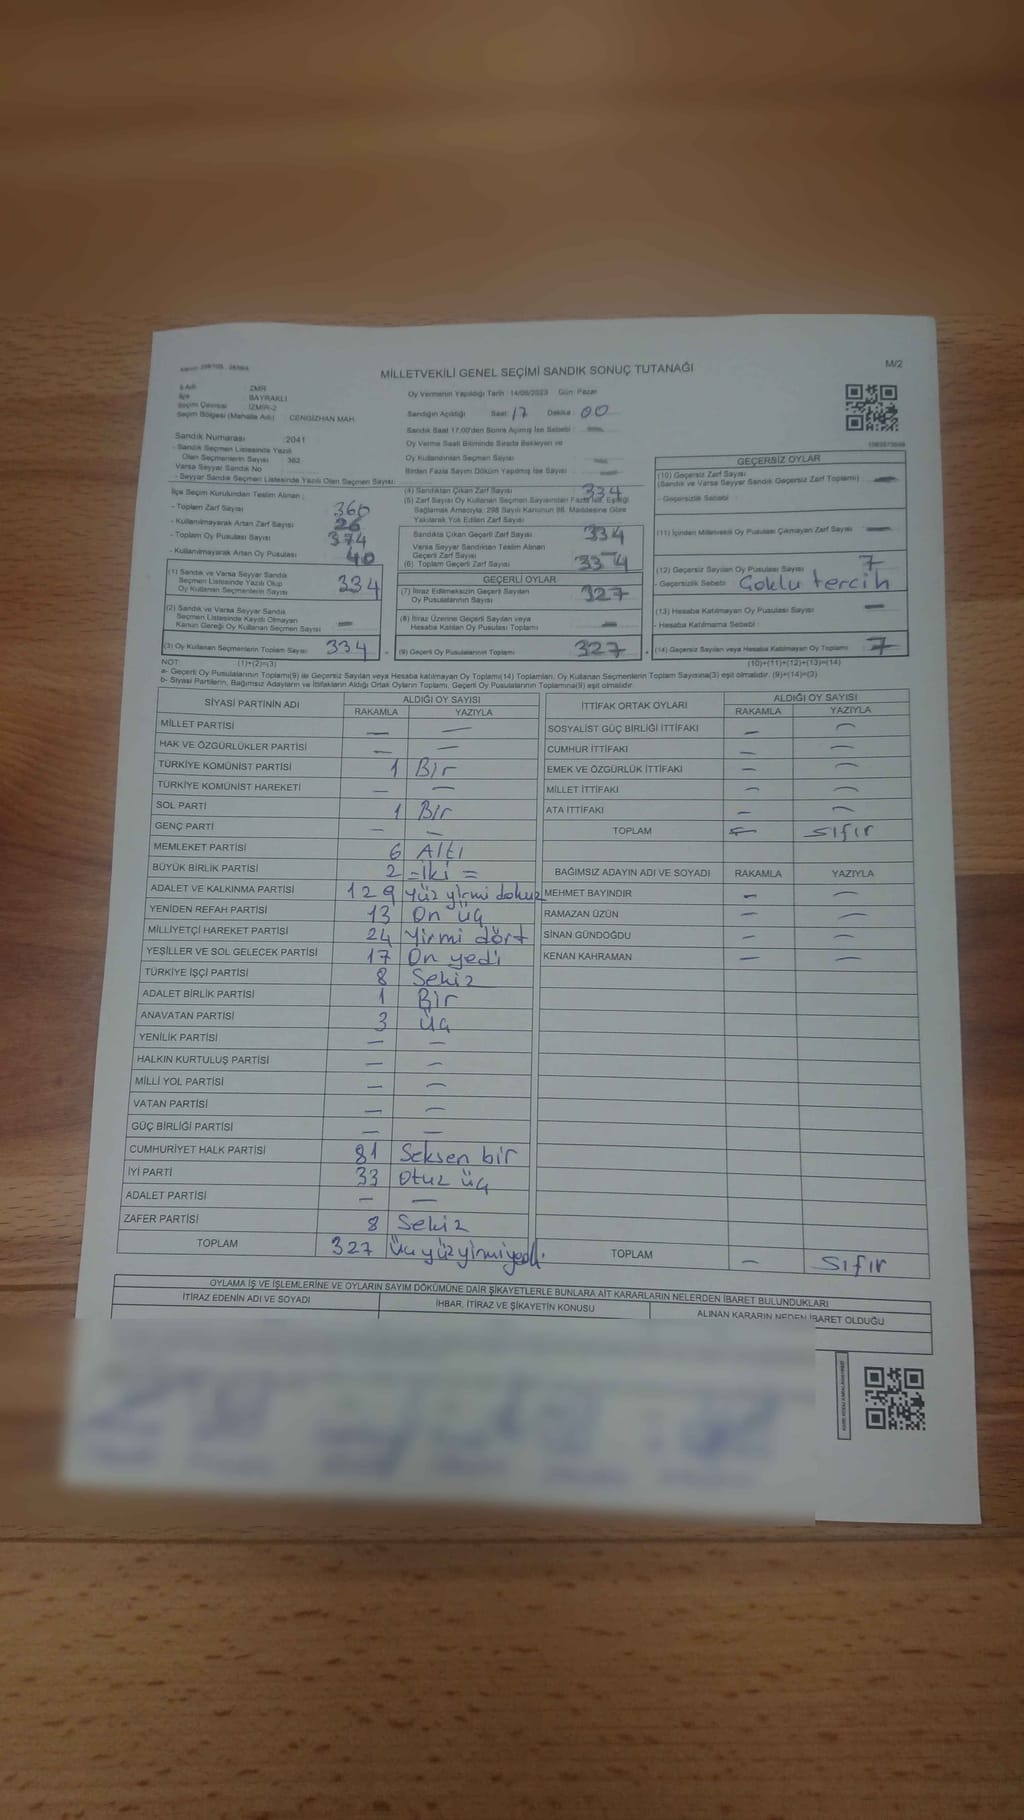 M/2
MİLLETVEKİLİ GENEL SEÇİMİ SANDIK SONUÇ TUTANAĞI
İli Adı : İZMİR
İlçe : BAYRAKLI
Seçim Çevresi : İZMİR-2
Seçim Bölgesi (Mahalle Adı) : CENGİZHAN MAH.
Sandık Numarası :2041
- Sandık Seçmen Listesinde Yazılı
Olan Seçmenlerin Sayısı : 382
Varsa Seyyar Sandık No
- Seyyar Sandık Seçmen Listesinde Yazılı Olan Seçmen Sayısı:
Oy Vermenin Yapıldığı Tarih : 14/05/2023 Gün: Pazar
Sandığın Açıldığı Saat: 17 Dakika: 00
Sandık Saat 17.00'den Sonra Açılmış İse Sebebi : —
Oy Verme Saati Bitiminde Sırada Bekleyen ve
Oy Kullandırılan Seçmen Sayısı —
Birden Fazla Sayım Döküm Yapılmış İse Sayısı —
İlçe Seçim Kurulundan Teslim Alınan ;
- Toplam Zarf Sayısı 360
- Kullanılmayarak Artan Zarf Sayısı 26
- Toplam Oy Pusulası Sayısı 374
- Kullanılmayarak Artan Oy Pusulası 40
(1) Sandık ve Varsa Seyyar Sandık
Seçmen Listesinde Yazılı Olup
Oy Kullanan Seçmenlerin Sayısı 334
(2) Sandık ve Varsa Seyyar Sandık
Seçmen Listesinde Kayıtlı Olmayan
Kanun Gereği Oy Kullanan Seçmen Sayısı —
(3) Oy Kullanan Seçmenlerin Toplam Sayısı 334
(4) Sandıktan Çıkan Zarf Sayısı 334
(5) Zarf Sayısı Oy Kullanan Seçmen Sayısından Fazla İse, Eşitliği
Sağlamak Amacıyla, 298 Sayılı Kanunun 98. Maddesine Göre
Yakılarak Yok Edilen Zarf Sayısı
Sandıkta Çıkan Geçerli Zarf Sayısı 334
Varsa Seyyar Sandıktan Teslim Alınan
Geçerli Zarf Sayısı —
(6) Toplam Geçerli Zarf Sayısı 334
GEÇERLİ OYLAR
(7) İtiraz Edilmeksizin Geçerli Sayılan
Oy Pusulalarının Sayısı 327
(8) İtiraz Üzerine Geçerli Sayılan veya
Hesaba Katılan Oy Pusulası Toplamı —
(9) Geçerli Oy Pusulalarının Toplamı 327
GEÇERSİZ OYLAR
(10) Geçersiz Zarf Sayısı
(Sandık ve Varsa Seyyar Sandık Geçersiz Zarf Toplamı) —
- Geçersizlik Sebebi :
(11) İçinden Milletvekili Oy Pusulası Çıkmayan Zarf Sayısı —
(12) Geçersiz Sayılan Oy Pusulası Sayısı 7
- Geçersizlik Sebebi : Çoklu tercih
(13) Hesaba Katılmayan Oy Pusulası Sayısı —
- Hesaba Katılmama Sebebi :
(14) Geçersiz Sayılan veya Hesaba Katılmayan Oy Toplamı 7
NOT: (1)+(2)=(3) (10)+(11)+(12)+(13)=(14)
a- Geçerli Oy Pusulalarının Toplamı(9) ile Geçersiz Sayılan veya Hesaba katılmayan Oy Toplamı(14) Toplamları, Oy Kullanan Seçmenlerin Toplam Sayısına(3) eşit olmalıdır. (9)+(14)=(3)
b- Siyasi Partilerin, Bağımsız Adayların ve İttifakların Aldığı Ortak Oyların Toplamı, Geçerli Oy Pusulalarının Toplamına(9) eşit olmalıdır.
SİYASİ PARTİNİN ADI ALDIĞI OY SAYISI
RAKAMLA YAZIYLA
MİLLET PARTİSİ — —
HAK VE ÖZGÜRLÜKLER PARTİSİ — —
TÜRKİYE KOMÜNİST PARTİSİ 1 Bir
TÜRKİYE KOMÜNİST HAREKETİ — —
SOL PARTİ 1 Bir
GENÇ PARTİ — —
MEMLEKET PARTİSİ 6 Altı
BÜYÜK BİRLİK PARTİSİ 2 =İki =
ADALET VE KALKINMA PARTİSİ 129 yüz yirmi dokuz
YENİDEN REFAH PARTİSİ 13 On üç
MİLLİYETÇİ HAREKET PARTİSİ 24 Yirmi dört
YEŞİLLER VE SOL GELECEK PARTİSİ 17 On yedi
TÜRKİYE İŞÇİ PARTİSİ 8 Sekiz
ADALET BİRLİK PARTİSİ 1 Bir
ANAVATAN PARTİSİ 3 Üç
YENİLİK PARTİSİ — —
HALKIN KURTULUŞ PARTİSİ — —
MİLLİ YOL PARTİSİ — —
VATAN PARTİSİ — —
GÜÇ BİRLİĞİ PARTİSİ — —
CUMHURİYET HALK PARTİSİ 81 Seksen bir
İYİ PARTİ 33 Otuz üç
ADALET PARTİSİ — —
ZAFER PARTİSİ 8 Sekiz
TOPLAM 327 Üç yüz yirmi yedi
İTTİFAK ORTAK OYLARI ALDIĞI OY SAYISI
RAKAMLA YAZIYLA
SOSYALİST GÜÇ BİRLİĞİ İTTİFAKI — —
CUMHUR İTTİFAKI — —
EMEK VE ÖZGÜRLÜK İTTİFAKI — —
MİLLET İTTİFAKI — —
ATA İTTİFAKI — —
TOPLAM — sıfır
BAĞIMSIZ ADAYIN ADI VE SOYADI RAKAMLA YAZIYLA
MEHMET BAYINDIR — —
RAMAZAN ÜZÜN — —
SİNAN GÜNDOĞDU — —
KENAN KAHRAMAN — —
TOPLAM — sıfır
OYLAMA İŞ VE İŞLEMLERİNE VE OYLARIN SAYIM DÖKÜMÜNE DAİR ŞİKAYETLERLE BUNLARA AİT KARARLARIN NELERDEN İBARET BULUNDUKLARI
İTİRAZ EDENİN ADI VE SOYADI İHBAR, İTİRAZ VE ŞİKAYETİN KONUSU ALINAN KARARIN NEDEN İBARET OLDUĞU